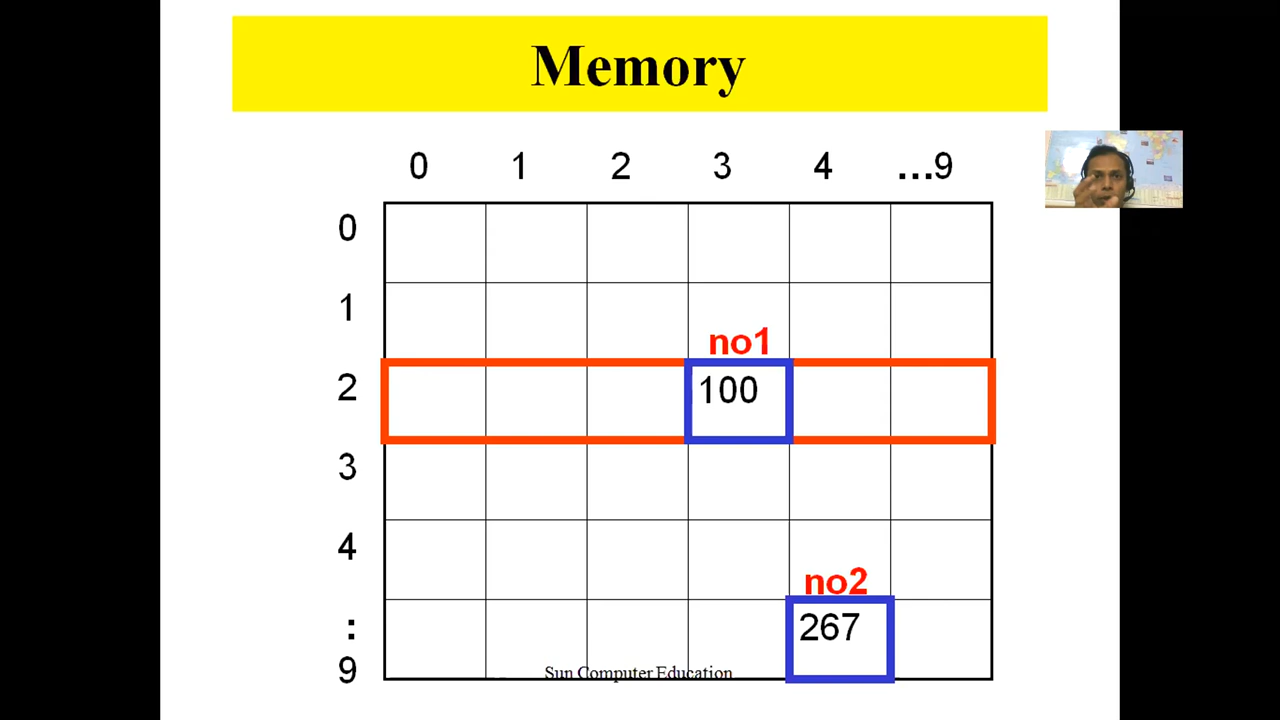 Memory
0 1 2 3 4 ...9
0
1
no1
2 100
3
4
no2
: 267
9
Sun Computer Education